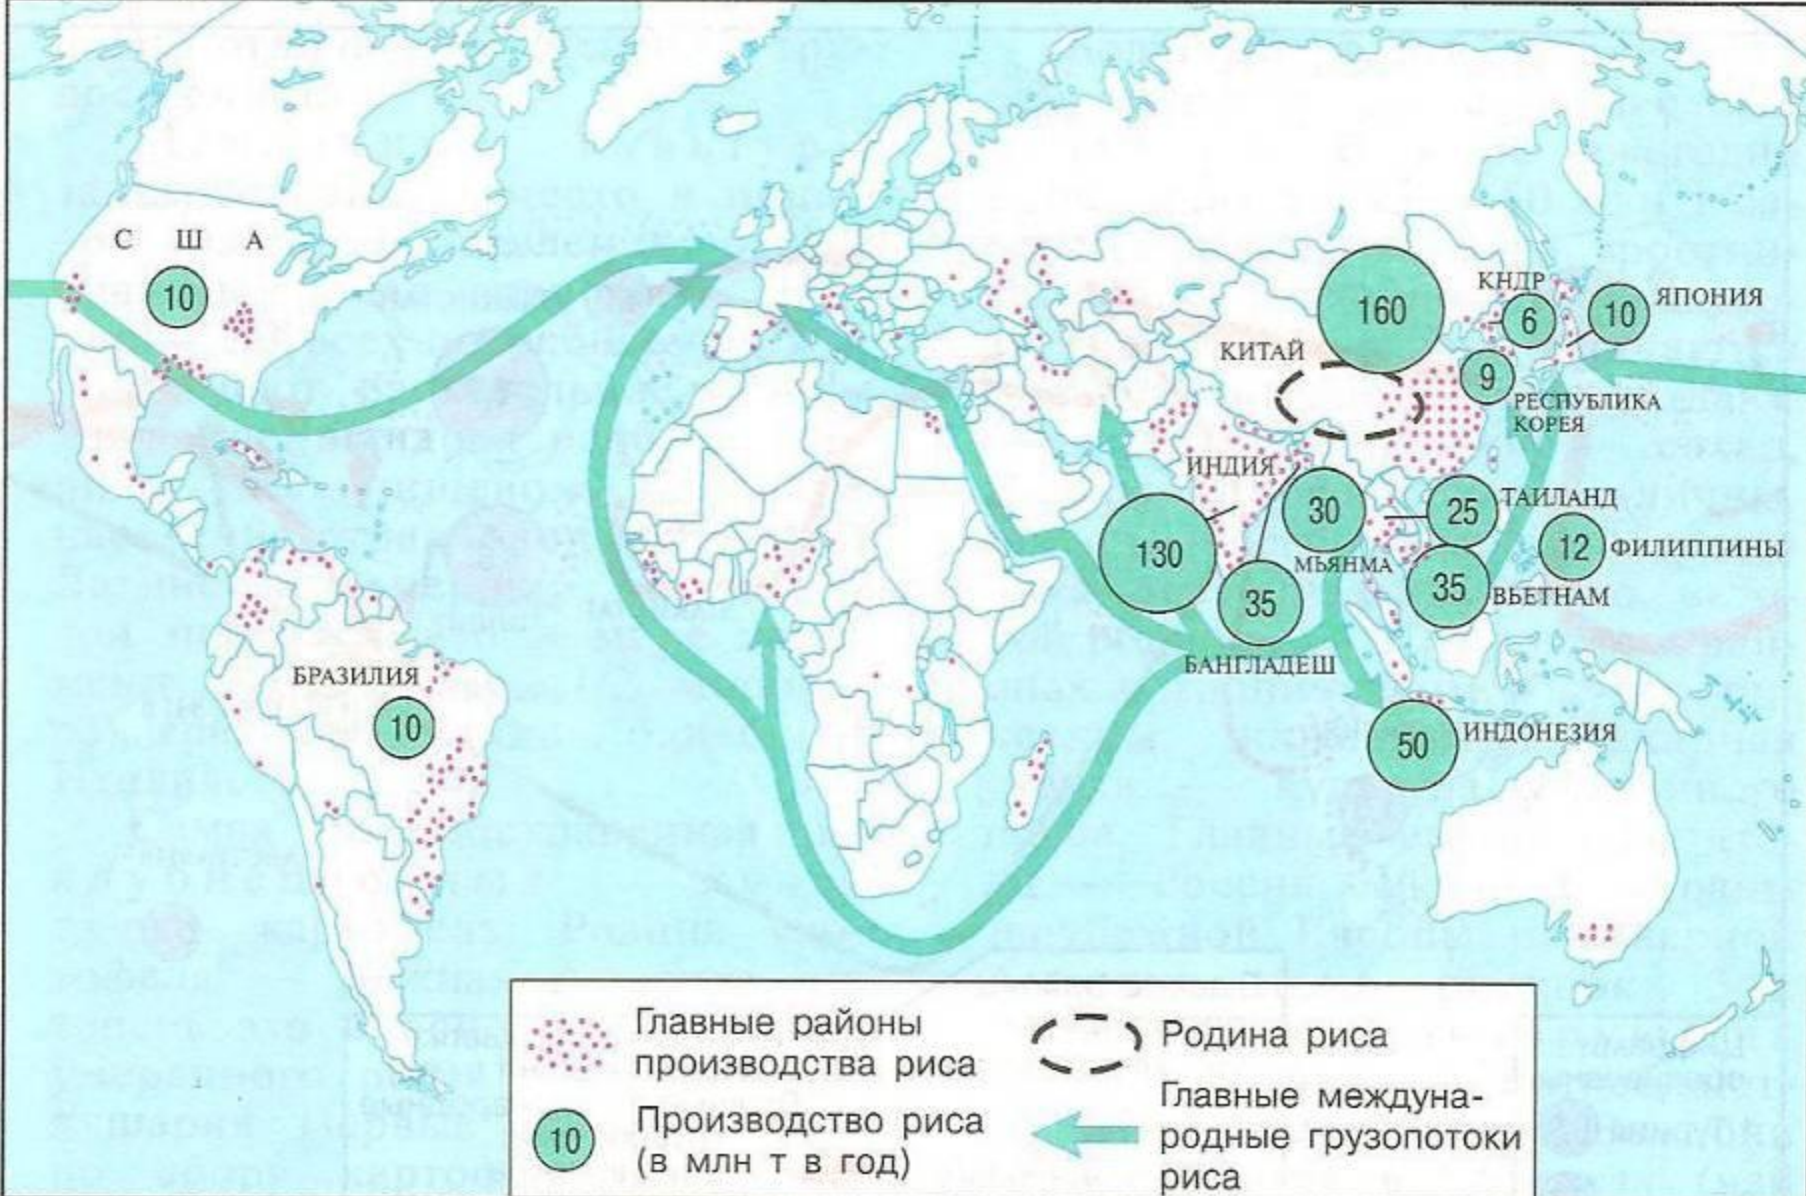 С Ш А
10
БРАЗИЛИЯ
10
160
КИТАЙ
КНДР
6
10
ЯПОНИЯ
9
РЕСПУБЛИКА
КОРЕЯ
ИНДИЯ
130
30
МЬЯНМА
25
ТАИЛАНД
12
ФИЛИППИНЫ
35
БАНГЛАДЕШ
35
ВЬЕТНАМ
50
ИНДОНЕЗИЯ
Главные районы
производства риса
10
Производство риса
(в млн т в год)
Родина риса
Главные междуна-
родные грузопотоки
риса